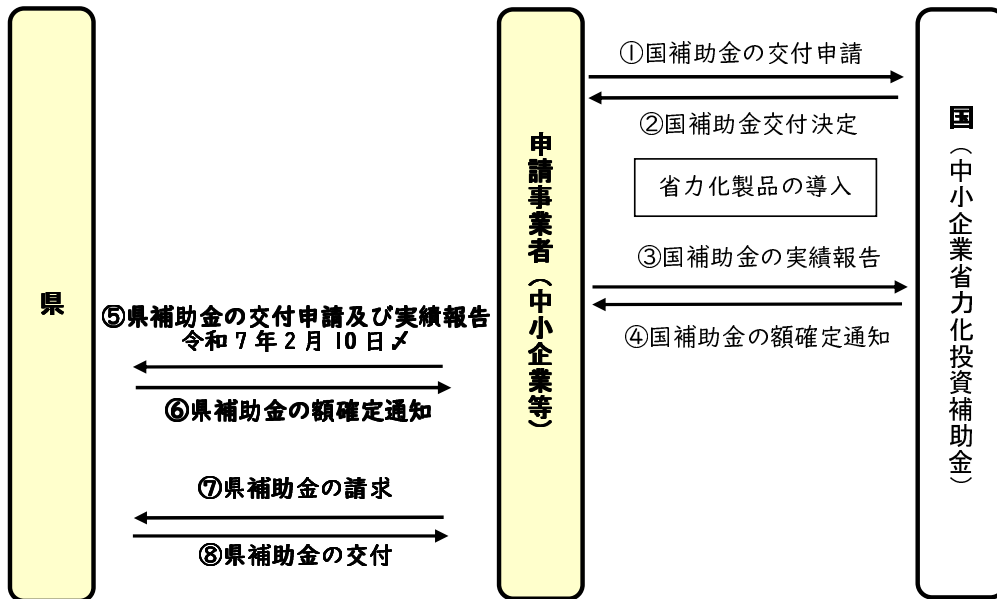 県
申請事業者（中小企業等）
国（中小企業省力化投資補助金）
①国補助金の交付申請
②国補助金交付決定
省力化製品の導入
③国補助金の実績報告
④国補助金の額確定通知
⑤県補助金の交付申請及び実績報告
令和７年２月10日〆
⑥県補助金の額確定通知
⑦県補助金の請求
⑧県補助金の交付